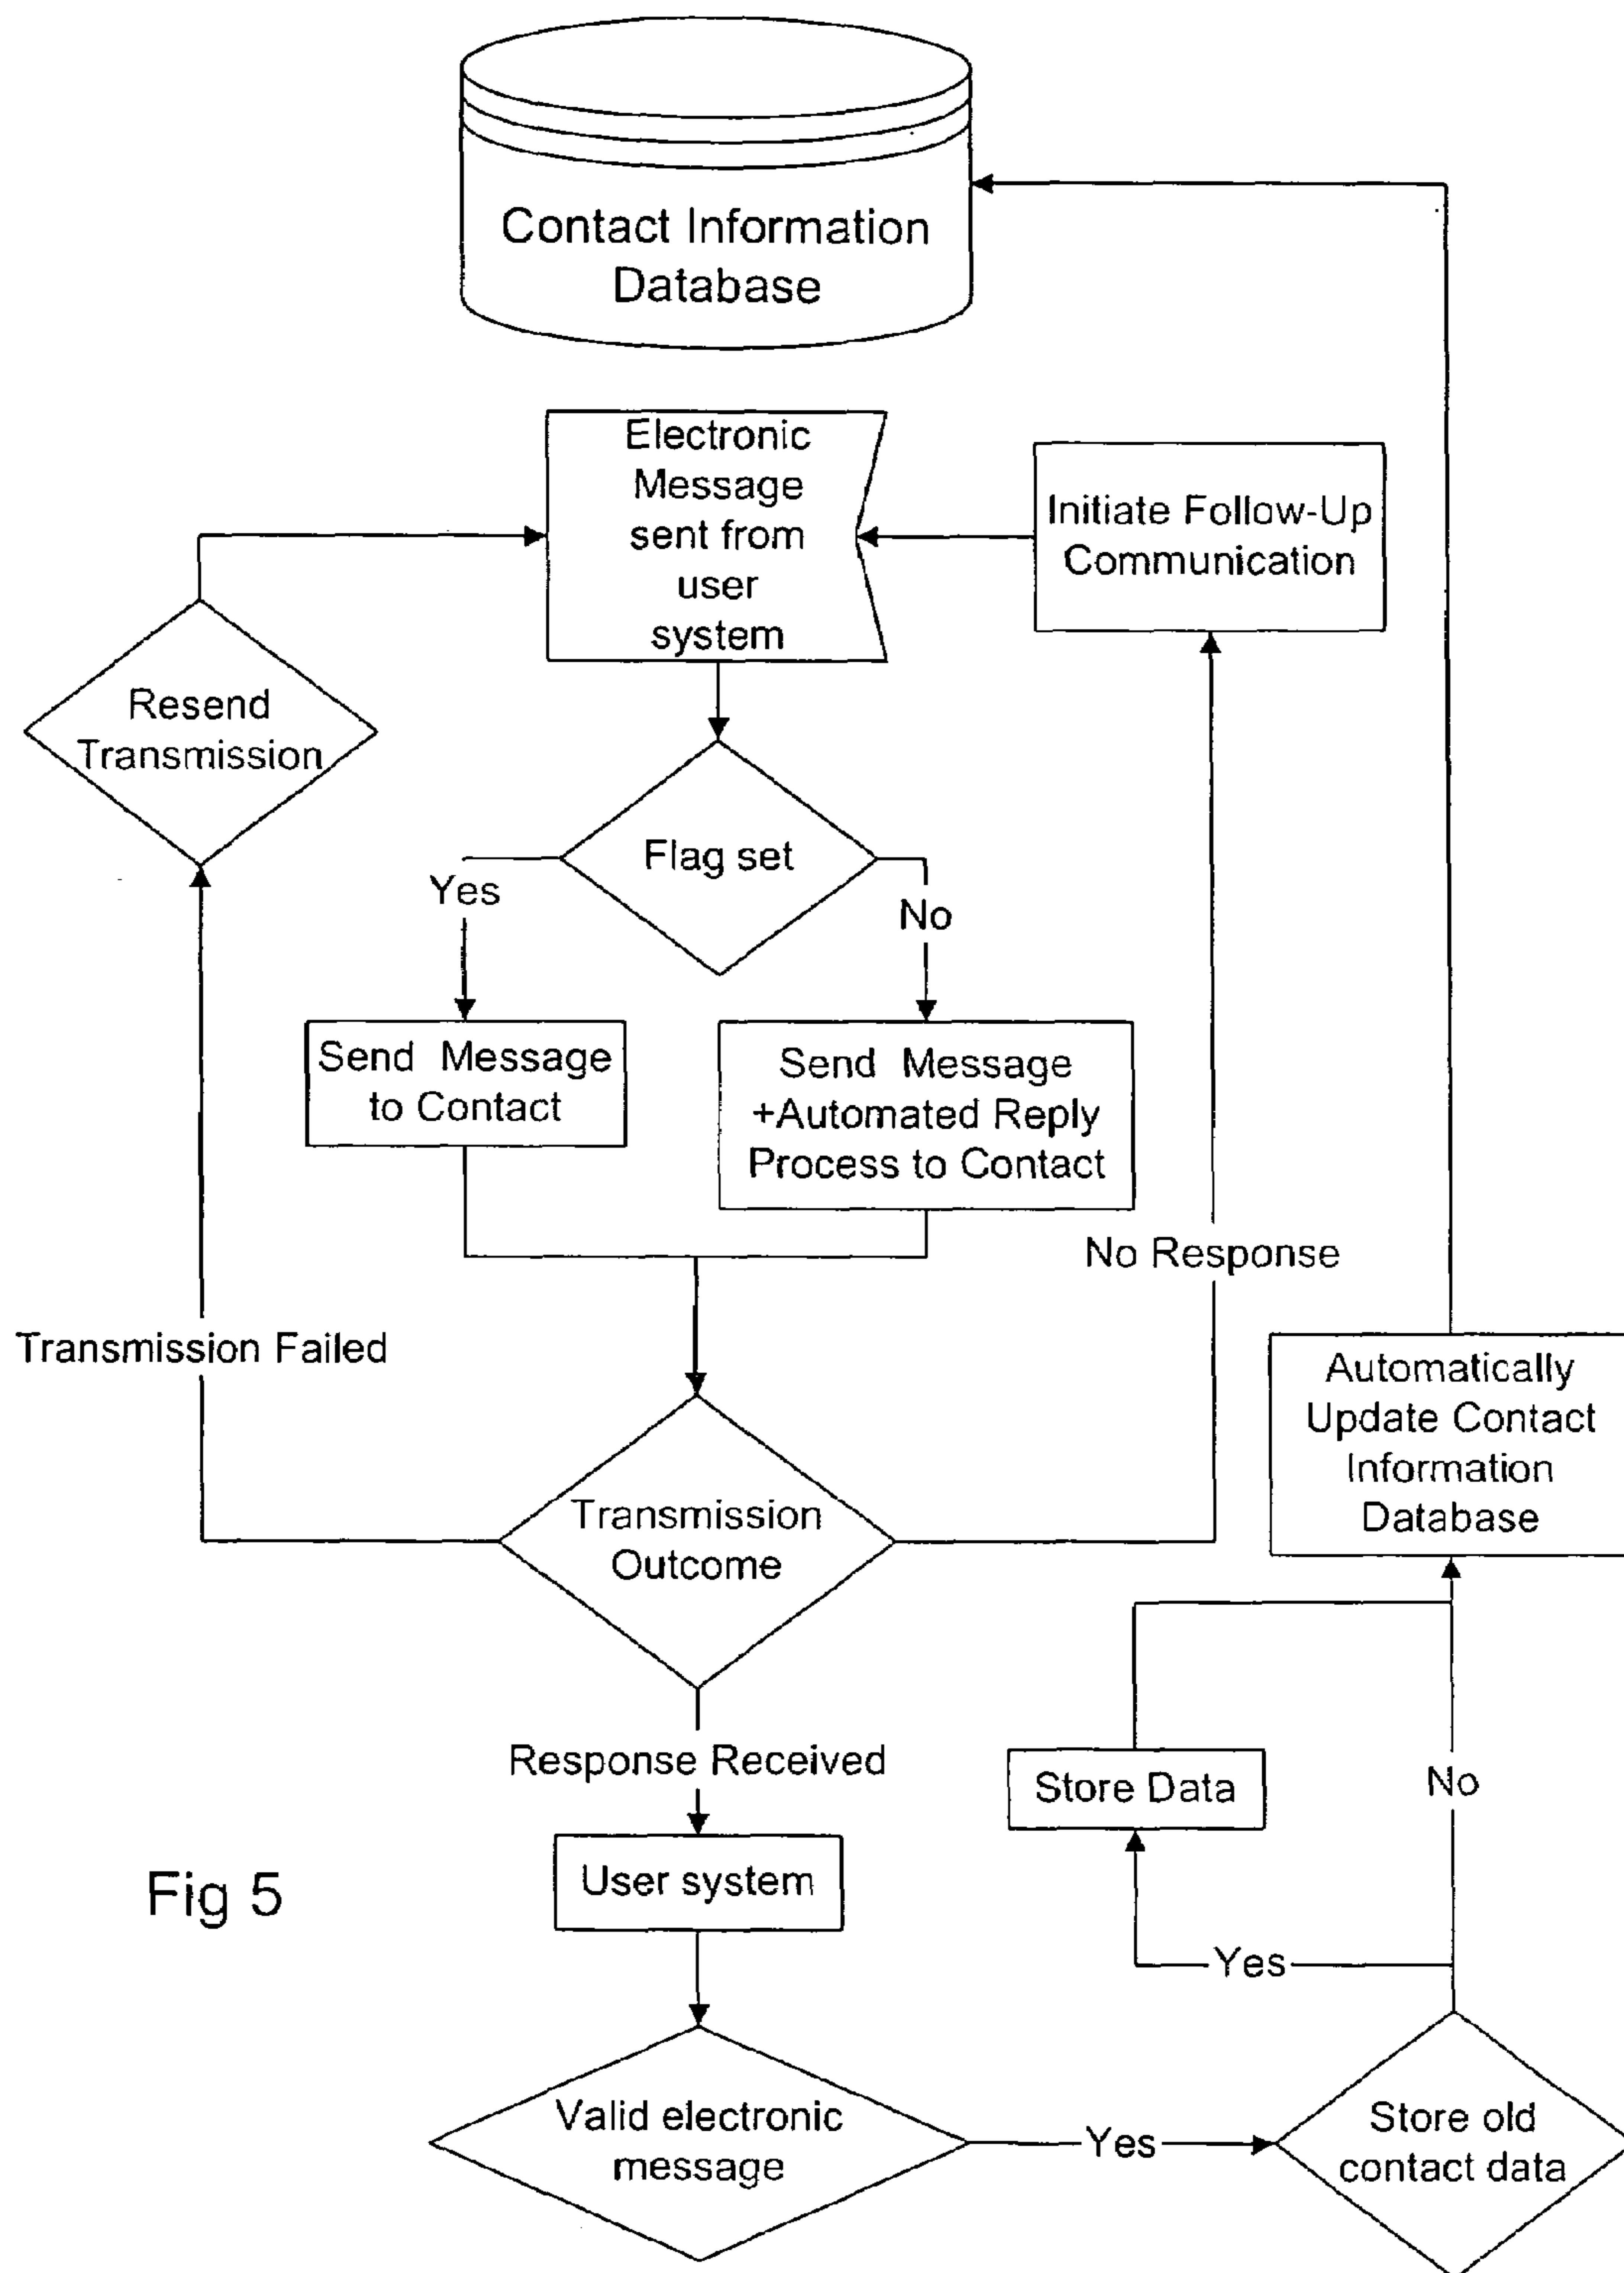 Contact Information
Database
Electronic
Message
sent from
user
system
Initiate Follow-Up
Communication
Resend
Transmission
Flag set
Yes
No
Send Message
to Contact
Send Message
+Automated Reply
Process to Contact
No Response
Transmission Failed
Automatically
Update Contact
Information
Database
Transmission
Outcome
Response Received
Store Data
No
User system
Fig 5
Yes
Valid electronic
message
Yes
Store old
contact data